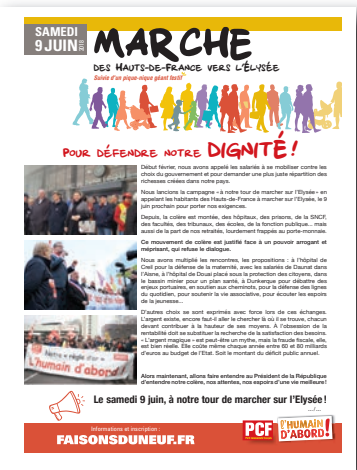 SAMEDI
9 JUIN 2018
MARCHE
DES HAUTS-DE-FRANCE VERS L'ÉLYSÉE
Suivie d'un pique-nique géant festif
POUR DÉFENDRE NOTRE DIGNITÉ !
Début février, nous avons appelé les salariés à se mobiliser contre les
choix du gouvernement et pour demander une plus juste répartition des
richesses créées dans notre pays.
Nous lancions la campagne « à notre tour de marcher sur l'Elysée » en
appelant les habitants des Hauts-de-France à marcher sur l'Elysée, le 9
juin prochain pour porter nos exigences.
Depuis, la colère est montée, des hôpitaux, des prisons, de la SNCF,
des facultés, des tribunaux, des écoles, de la fonction publique... mais
aussi de la part de nos retraités, lourdement frappés au porte-monnaie.
Ce mouvement de colère est justifié face à un pouvoir arrogant et
méprisant, qui refuse le dialogue.
Nous avons multiplié les rencontres, les propositions : à l'hôpital de
Creil pour la défense de la maternité, avec les salariés de Daunat dans
l'Aisne, à l'hôpital de Douai placé sous la protection des citoyens, dans
le bassin minier pour un plan santé, à Dunkerque pour débattre des
enjeux portuaires, en soutien aux cheminots, pour la défense des lignes
du quotidien, pour soutenir la vie associative, pour écouter les espoirs
de la jeunesse...
D'autres choix se sont exprimés avec force lors de ces échanges.
L'argent existe, encore faut-il aller le chercher là où il se trouve, chacun
devant contribuer à la hauteur de ses moyens. À l'obsession de la
rentabilité doit se substituer la recherche de la satisfaction des besoins.
« L'argent magique » est peut-être un mythe, mais la fraude fiscale, elle,
est bien réelle. Elle coûte même chaque année entre 60 et 80 milliards
d'euros au budget de l'Etat. Soit le montant du déficit public annuel.
Notre « règle d'or »
l'humain d'abord !
Alors maintenant, allons faire entendre au Président de la République
d'entendre notre colère, nos attentes, nos espoirs d'une vie meilleure !
Le samedi 9 juin, à notre tour de marcher sur l'Elysée !
Informations et inscription :
FAISONSDUNEUF.FR
PCF
L'HUMAIN
D'ABORD !